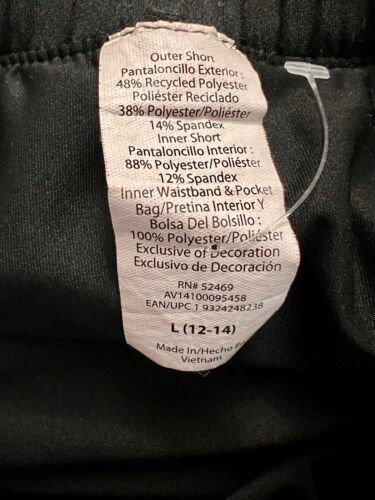 Outer Short
Pantaloncillo Exterior :
48% Recycled Polyester
Poliéster Reciclado
38% Polyester/Poliéster
14% Spandex
Inner Short
Pantaloncillo Interior :
88% Polyester/Poliéster
12% Spandex
Inner Waistband & Pocket
Bag/Pretina Interior Y
Bolsa Del Bolsillo :
100% Polyester/Poliéster
Exclusive of Decoration
Exclusivo de Decoración
RN# 52469
AV14100095458
EAN/UPC 1 9324248238
L (12-14)
Made In/Hecho
Vietnam